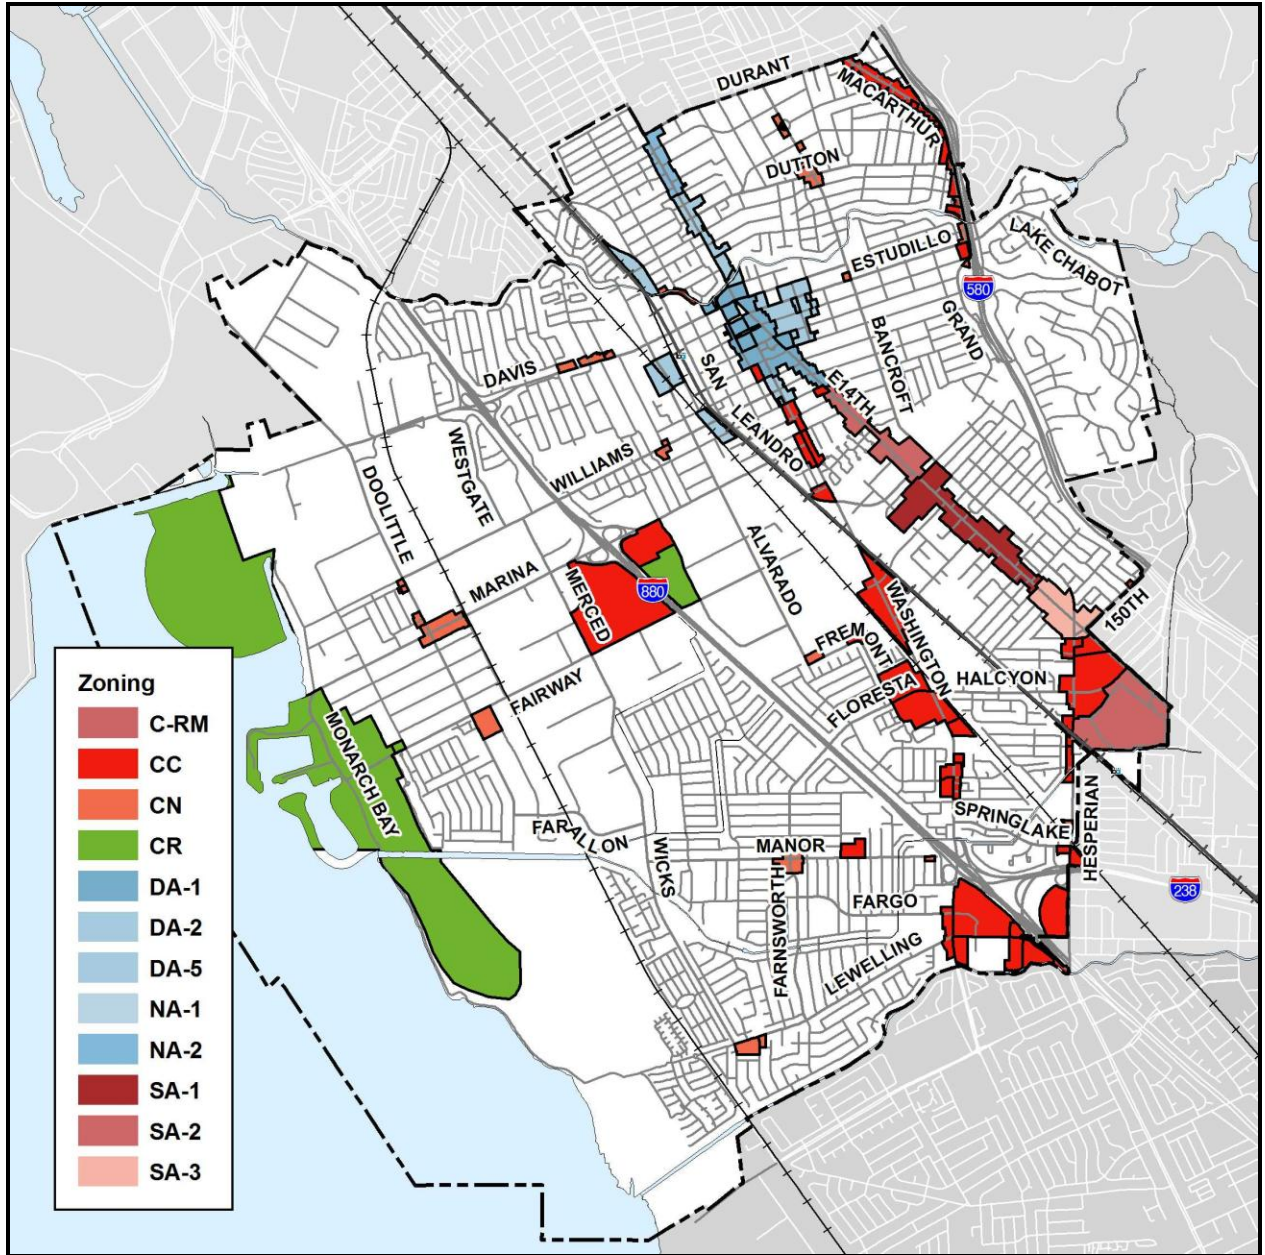 DURANT
MACARTHUR
DUTTON
ESTUDILLO
LAKE CHABOT
580
GRAND
BANCROFT
SAN
LEANDRO
E14TH
DAVIS
WESTGATE
WILLIAMS
DOOLITTLE
MARINA
MERCED
880
ALVARADO
WASHINGTON
150TH
FREMONT
HALCYON
FLORESTA
FAIRWAY
MONARCH BAY
FARALLON
WICKS
MANOR
SPRINGLAKE
HESPERIAN
238
FARNSWORTH
FARGO
LEWELLING
Zoning
C-RM
CC
CN
CR
DA-1
DA-2
DA-5
NA-1
NA-2
SA-1
SA-2
SA-3